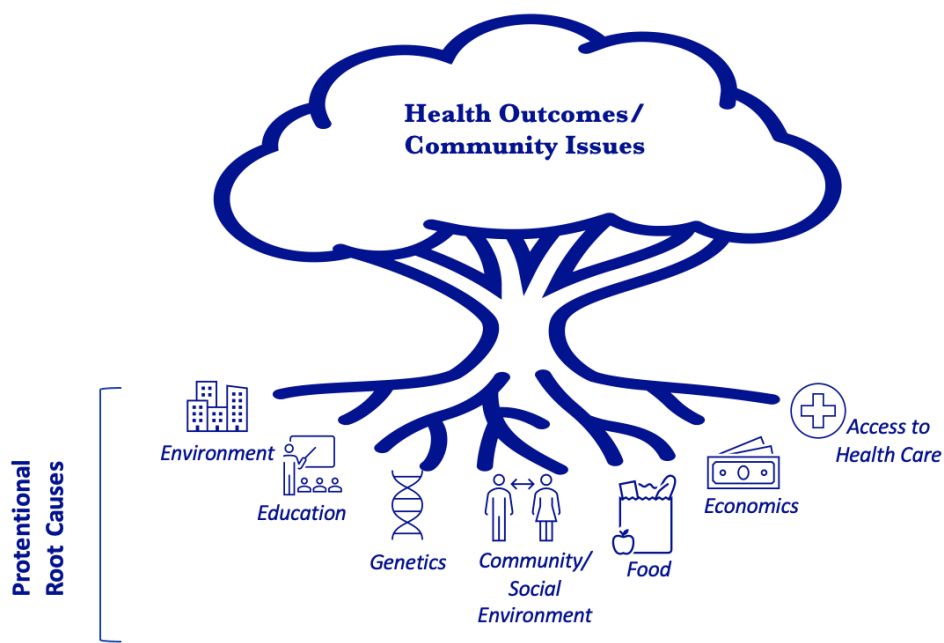 Health Outcomes/
Community Issues
Protentional
Root Causes
Environment
Education
Genetics
Community/
Social
Environment
Food
Economics
Access to
Health Care